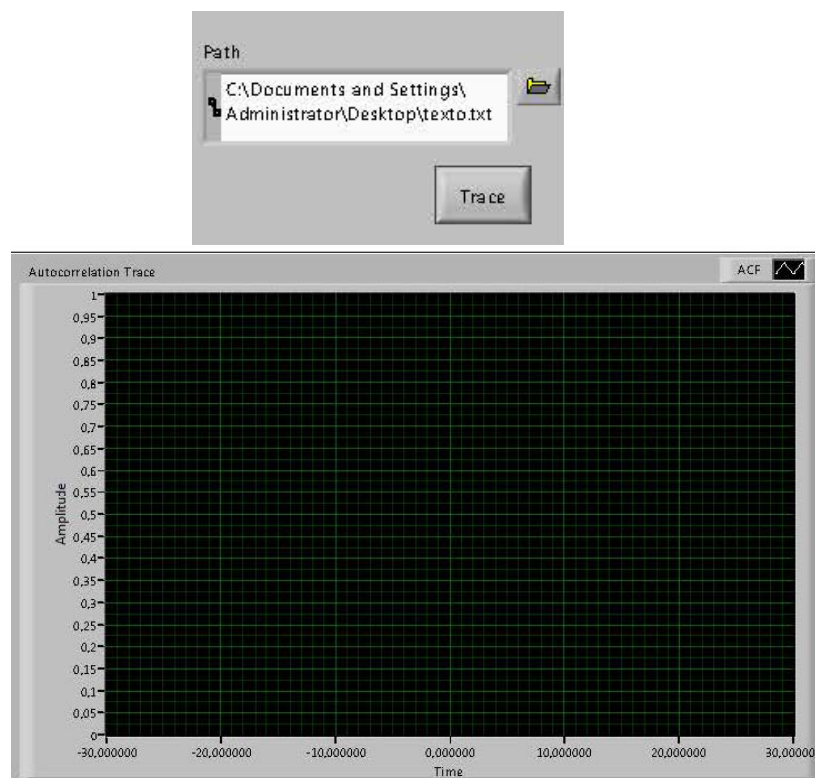 Path
C:\Documents and Settings\
Administrator\Desktop\texto.txt
Trace
Autocorrelation Trace
ACF
Amplitude
1
0,95
0,9
0,85
0,8
0,75
0,7
0,65
0,6
0,55
0,5
0,45
0,4
0,35
0,3
0,25
0,2
0,15
0,1
0,05
0
-30,000000 -20,000000 -10,000000 0,000000 10,000000 20,000000 30,00000
Time